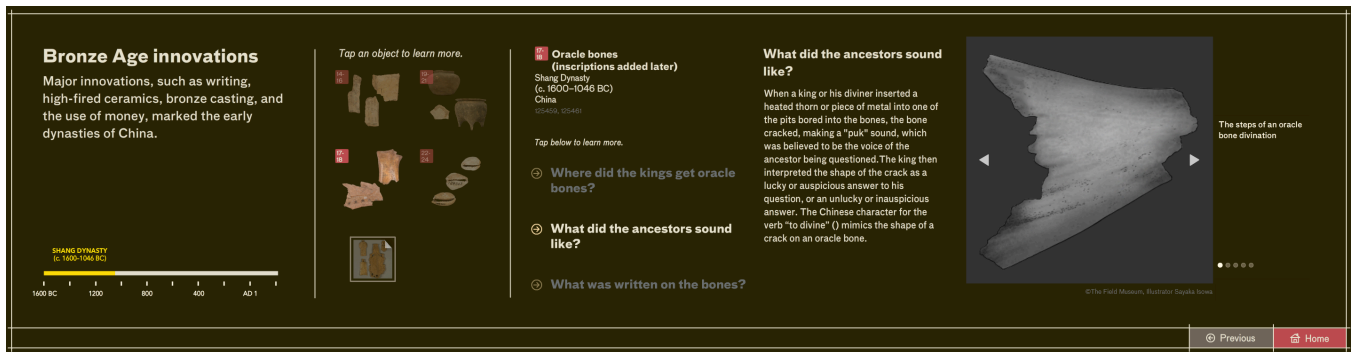 Bronze Age innovations
Major innovations, such as writing,
high-fired ceramics, bronze casting, and
the use of money, marked the early
dynasties of China.
SHANG DYNASTY
(c. 1600-1046 BC)
1600 BC
1200
800
400
AD 1
Tap an object to learn more.
14-
16
19-
21
17-
18
22-
24
17-
18
Oracle bones
(inscriptions added later)
Shang Dynasty
(c. 1600–1046 BC)
China
125459, 125461
Tap below to learn more.
Where did the kings get oracle
bones?
What did the ancestors sound
like?
What was written on the bones?
What did the ancestors sound
like?
When a king or his diviner inserted a
heated thorn or piece of metal into one of
the pits bored into the bones, the bone
cracked, making a "puk" sound, which
was believed to be the voice of the
ancestor being questioned.The king then
interpreted the shape of the crack as a
lucky or auspicious answer to his
question, or an unlucky or inauspicious
answer. The Chinese character for the
verb “to divine” () mimics the shape of a
crack on an oracle bone.
The steps of an oracle
bone divination
©The Field Museum, Illustrator Sayaka Isowa
Previous
Home